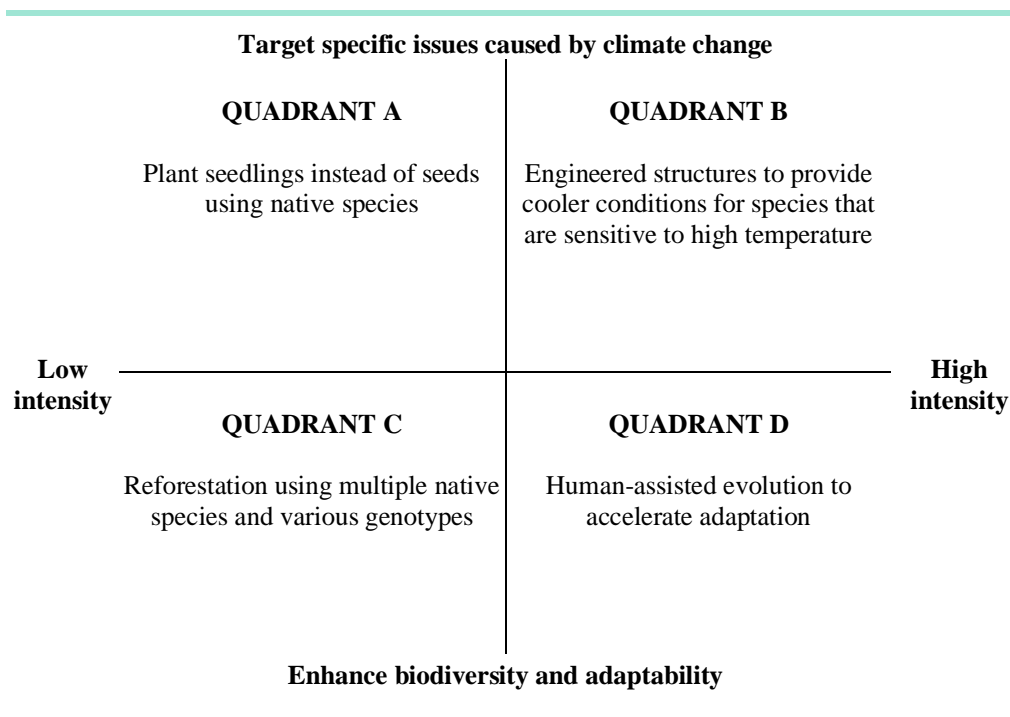 Target specific issues caused by climate change
QUADRANT A
Plant seedlings instead of seeds
using native species
QUADRANT B
Engineered structures to provide
cooler conditions for species that
are sensitive to high temperature
Low
intensity
High
intensity
QUADRANT C
Reforestation using multiple native
species and various genotypes
QUADRANT D
Human-assisted evolution to
accelerate adaptation
Enhance biodiversity and adaptability